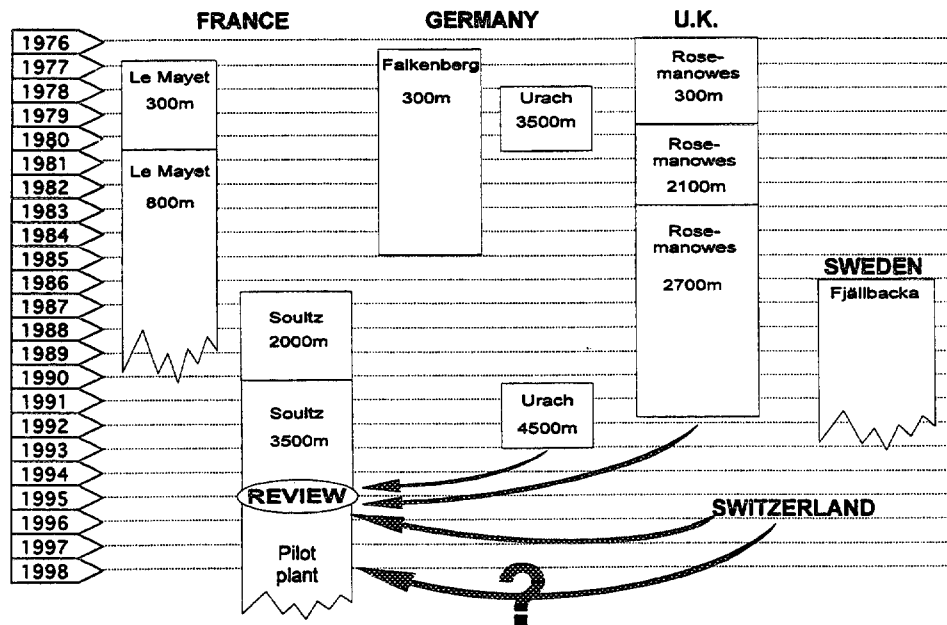 FRANCE
GERMANY
U.K.
1976
1977
1978
1979
1980
1981
1982
1983
1984
1985
1986
1987
1988
1989
1990
1991
1992
1993
1994
1995
1996
1997
1998
Le Mayet
300m
Le Mayet
800m
Soultz
2000m
Soultz
3500m
REVIEW
Pilot
plant
Falkenberg
300m
Urach
3500m
Urach
4500m
Rose-
manowes
300m
Rose-
manowes
2100m
Rose-
manowes
2700m
SWEDEN
Fjällbacka
SWITZERLAND
?